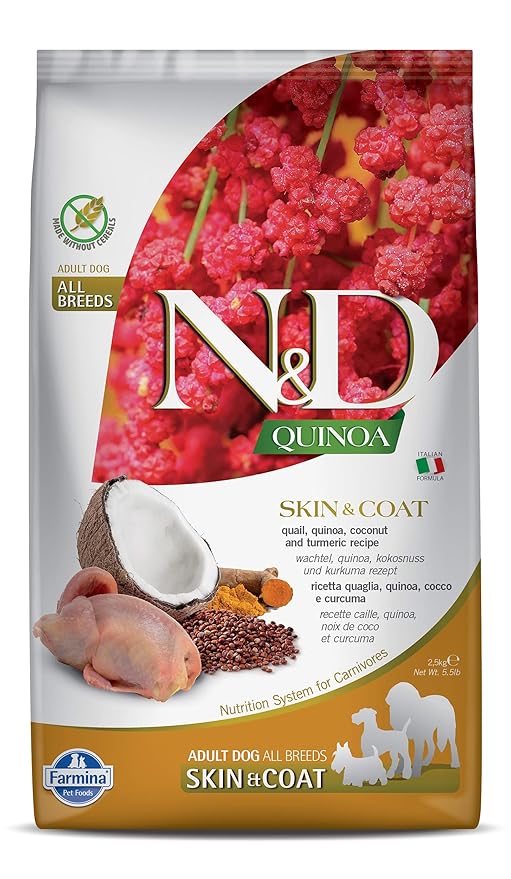 MADE WITHOUT CEREALS
ADULT DOG
ALL
BREEDS
N&D
QUINOA
ITALIAN
FORMULA
SKIN & COAT
quail, quinoa, coconut
and turmeric recipe
wachtel, quinoa, kokosnuss
und kurkuma rezept
ricetta quaglia, quinoa, cocco
e curcuma
recette caille, quinoa,
noix de coco
et curcuma
2,5kg℮
Net Wt. 5.5lb
Nutrition System for Carnivores
ADULT DOG ALL BREEDS
SKIN & COAT
Farmina®
Pet Foods